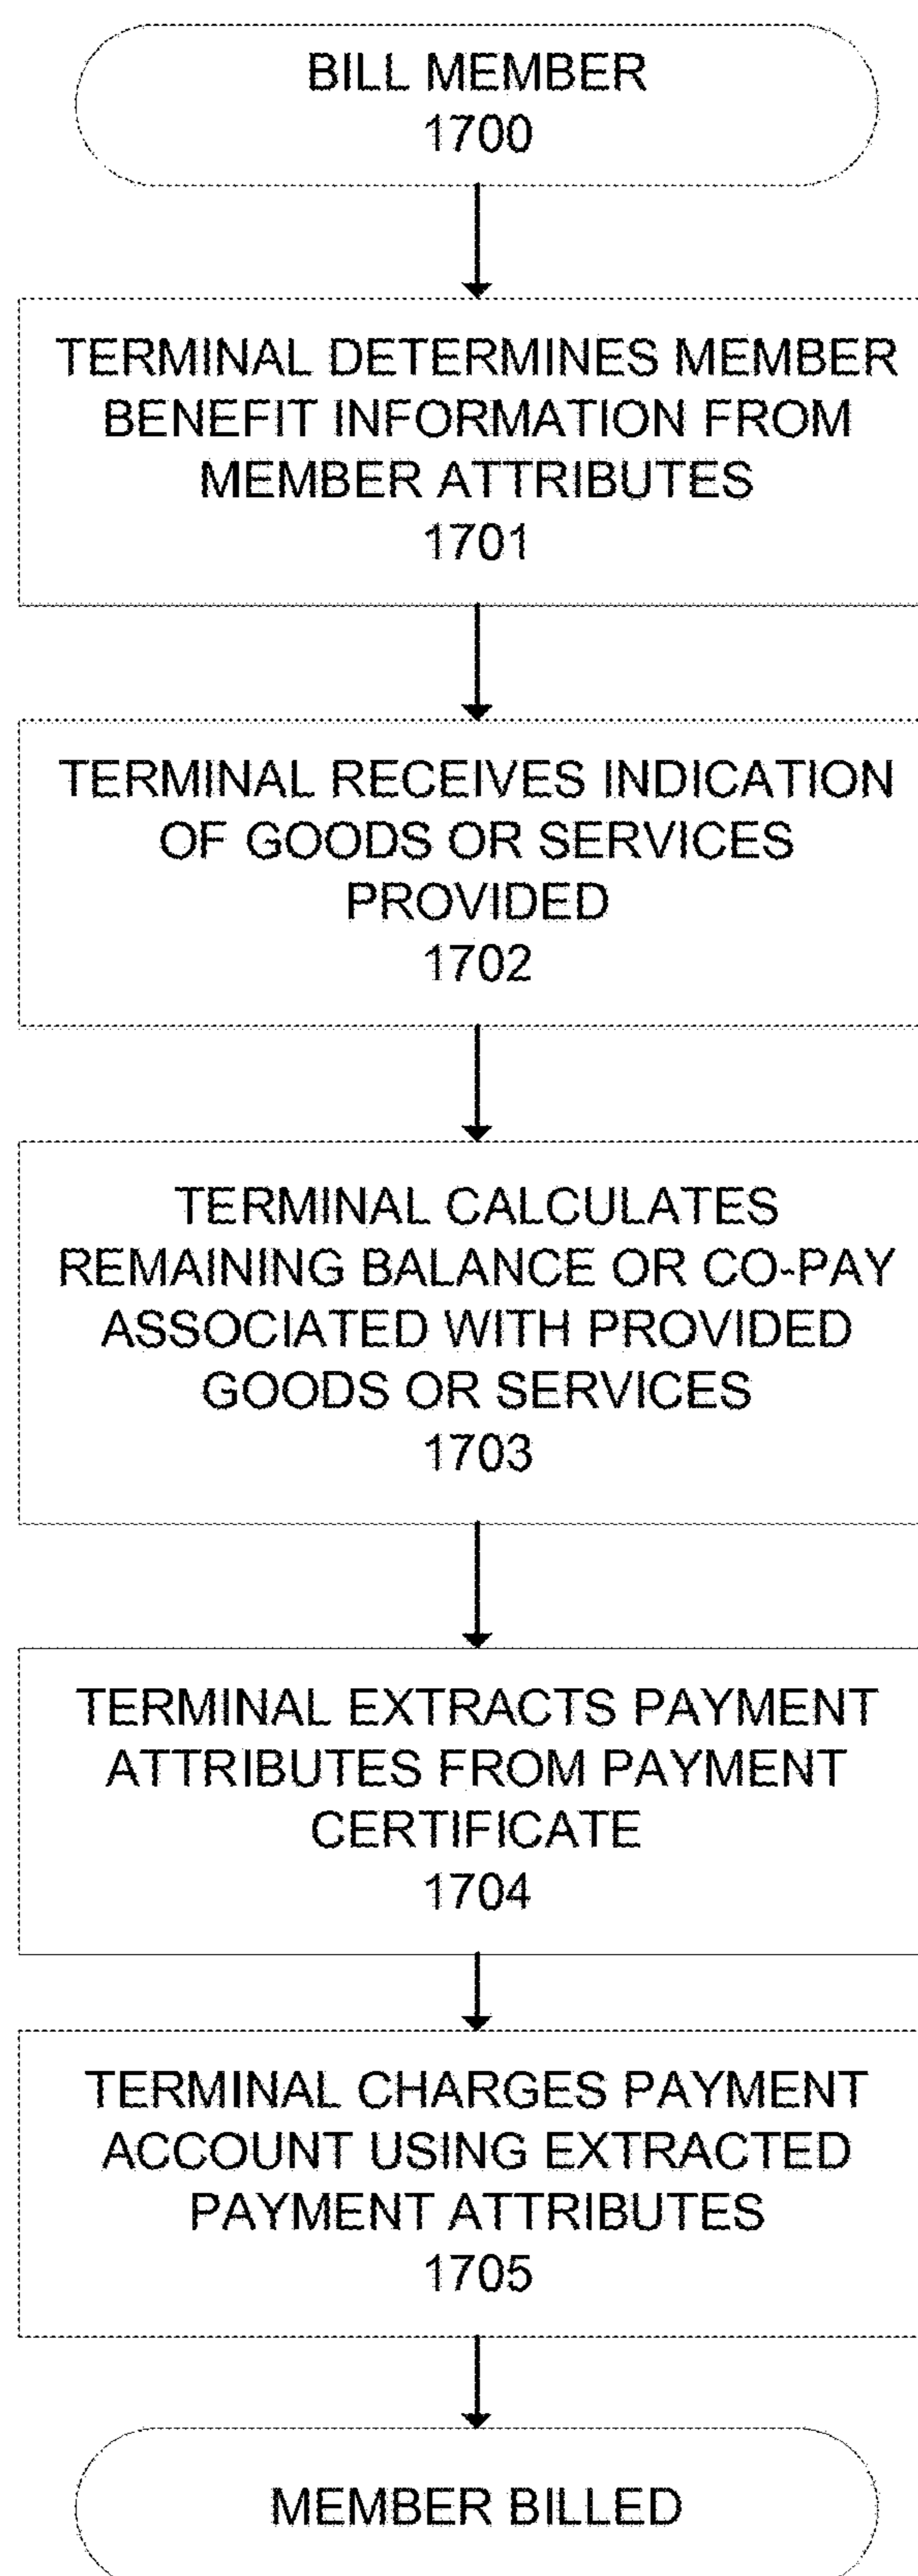 BILL MEMBER
1700
TERMINAL DETERMINES MEMBER
BENEFIT INFORMATION FROM
MEMBER ATTRIBUTES
1701
TERMINAL RECEIVES INDICATION
OF GOODS OR SERVICES
PROVIDED
1702
TERMINAL CALCULATES
REMAINING BALANCE OR CO-PAY
ASSOCIATED WITH PROVIDED
GOODS OR SERVICES
1703
TERMINAL EXTRACTS PAYMENT
ATTRIBUTES FROM PAYMENT
CERTIFICATE
1704
TERMINAL CHARGES PAYMENT
ACCOUNT USING EXTRACTED
PAYMENT ATTRIBUTES
1705
MEMBER BILLED